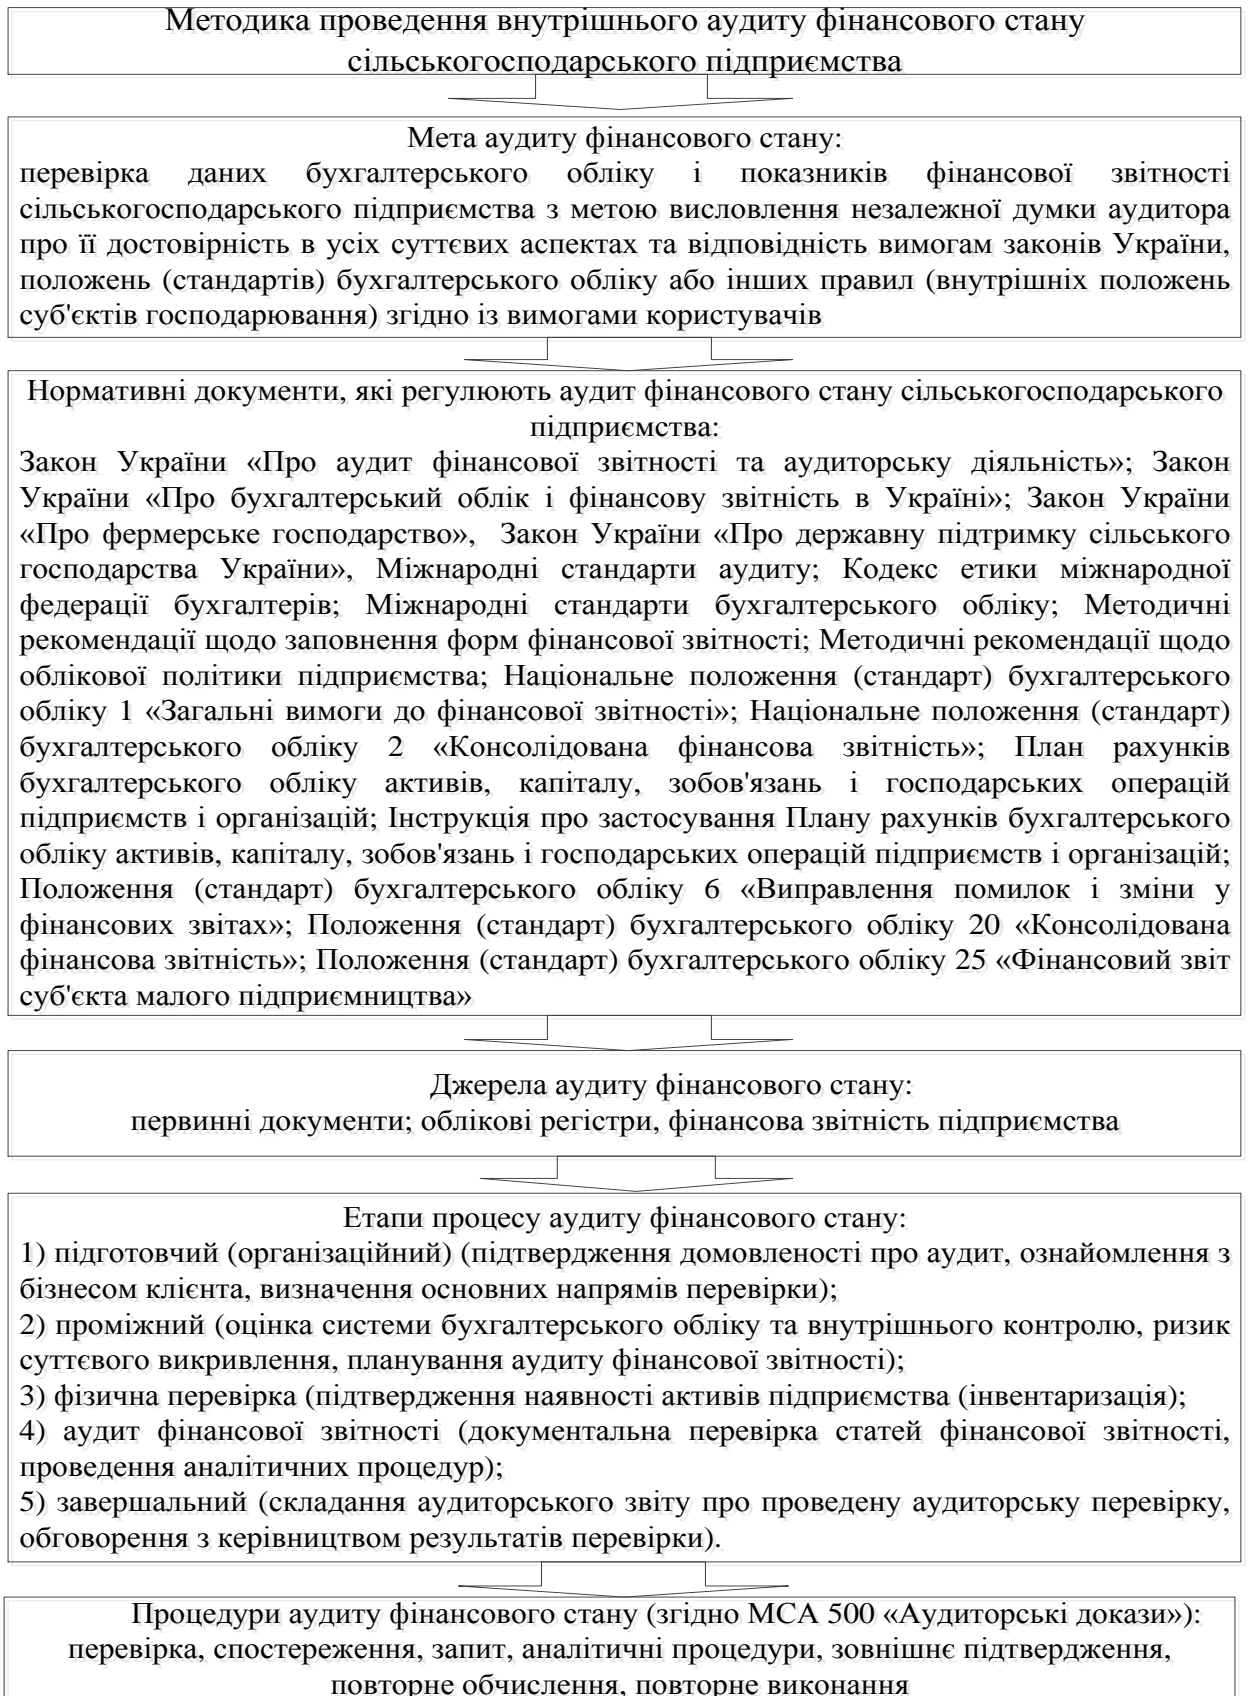 Методика проведення внутрішнього аудиту фінансового стану
сільськогосподарського підприємства
Мета аудиту фінансового стану:
перевірка даних бухгалтерського обліку і показників фінансової звітності
сільськогосподарського підприємства з метою висловлення незалежної думки аудитора
про її достовірність в усіх суттєвих аспектах та відповідність вимогам законів України,
положень (стандартів) бухгалтерського обліку або інших правил (внутрішніх положень
суб'єктів господарювання) згідно із вимогами користувачів
Нормативні документи, які регулюють аудит фінансового стану сільськогосподарського
підприємства:
Закон України «Про аудит фінансової звітності та аудиторську діяльність»; Закон
України «Про бухгалтерський облік і фінансову звітність в Україні»; Закон України
«Про фермерське господарство», Закон України «Про державну підтримку сільського
господарства України», Міжнародні стандарти аудиту; Кодекс етики міжнародної
федерації бухгалтерів; Міжнародні стандарти бухгалтерського обліку; Методичні
рекомендації щодо заповнення форм фінансової звітності; Методичні рекомендації щодо
облікової політики підприємства; Національне положення (стандарт) бухгалтерського
обліку 1 «Загальні вимоги до фінансової звітності»; Національне положення (стандарт)
бухгалтерського обліку 2 «Консолідована фінансова звітність»; План рахунків
бухгалтерського обліку активів, капіталу, зобов'язань і господарських операцій
підприємств і організацій; Інструкція про застосування Плану рахунків бухгалтерського
обліку активів, капіталу, зобов'язань і господарських операцій підприємств і організацій;
Положення (стандарт) бухгалтерського обліку 6 «Виправлення помилок і зміни у
фінансових звітах»; Положення (стандарт) бухгалтерського обліку 20 «Консолідована
фінансова звітність»; Положення (стандарт) бухгалтерського обліку 25 «Фінансовий звіт
суб'єкта малого підприємництва»
Джерела аудиту фінансового стану:
первинні документи; облікові регістри, фінансова звітність підприємства
Етапи процесу аудиту фінансового стану:
1) підготовчий (організаційний) (підтвердження домовленості про аудит, ознайомлення з
бізнесом клієнта, визначення основних напрямів перевірки);
2) проміжний (оцінка системи бухгалтерського обліку та внутрішнього контролю, ризик
суттєвого викривлення, планування аудиту фінансової звітності);
3) фізична перевірка (підтвердження наявності активів підприємства (інвентаризація);
4) аудит фінансової звітності (документальна перевірка статей фінансової звітності,
проведення аналітичних процедур);
5) завершальний (складання аудиторського звіту про проведену аудиторську перевірку,
обговорення з керівництвом результатів перевірки).
Процедури аудиту фінансового стану (згідно МСА 500 «Аудиторські докази»):
перевірка, спостереження, запит, аналітичні процедури, зовнішнє підтвердження,
повторне обчислення, повторне виконання